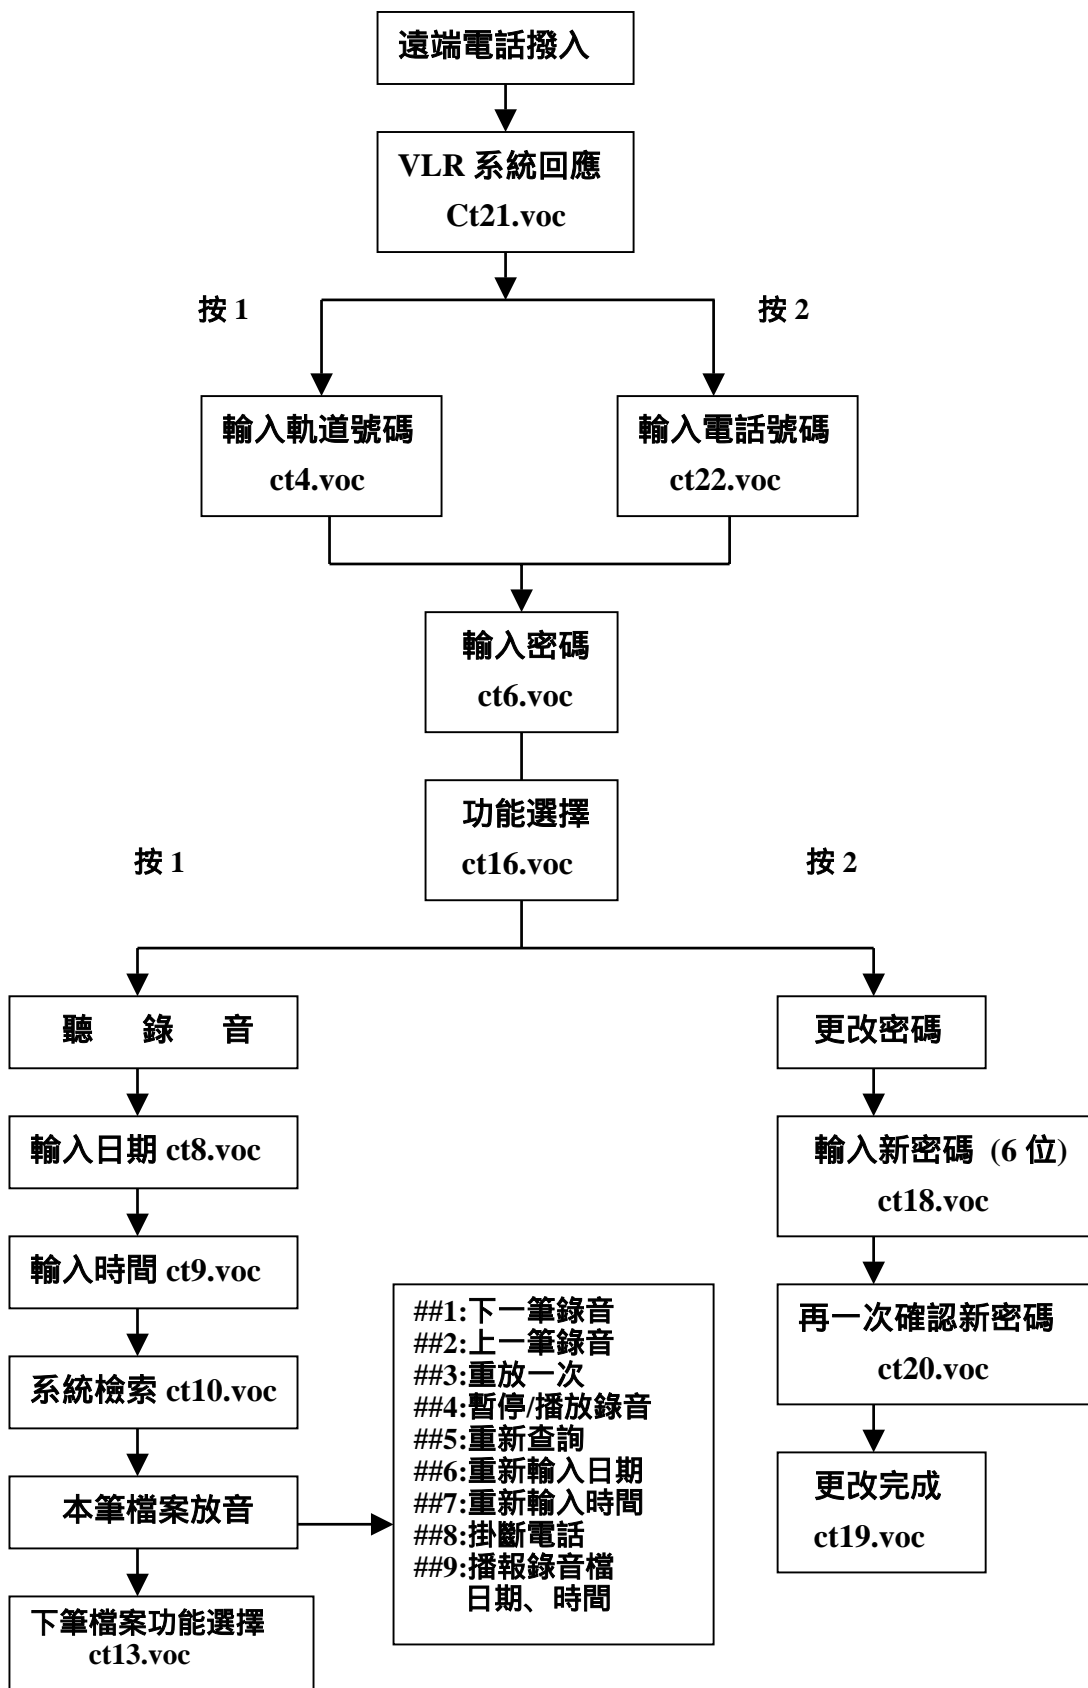 遠端電話撥入
VLR 系統回應
Ct21.voc
按 1
按 2
輸入軌道號碼
ct4.voc
輸入電話號碼
ct22.voc
輸入密碼
ct6.voc
功能選擇
ct16.voc
按 1
按 2
聽 錄 音
輸入日期 ct8.voc
輸入時間 ct9.voc
系統檢索 ct10.voc
本筆檔案放音
下筆檔案功能選擇
ct13.voc
##1:下一筆錄音
##2:上一筆錄音
##3:重放一次
##4:暫停/播放錄音
##5:重新查詢
##6:重新輸入日期
##7:重新輸入時間
##8:掛斷電話
##9:播報錄音檔
日期、時間
更改密碼
輸入新密碼 (6 位)
ct18.voc
再一次確認新密碼
ct20.voc
更改完成
ct19.voc